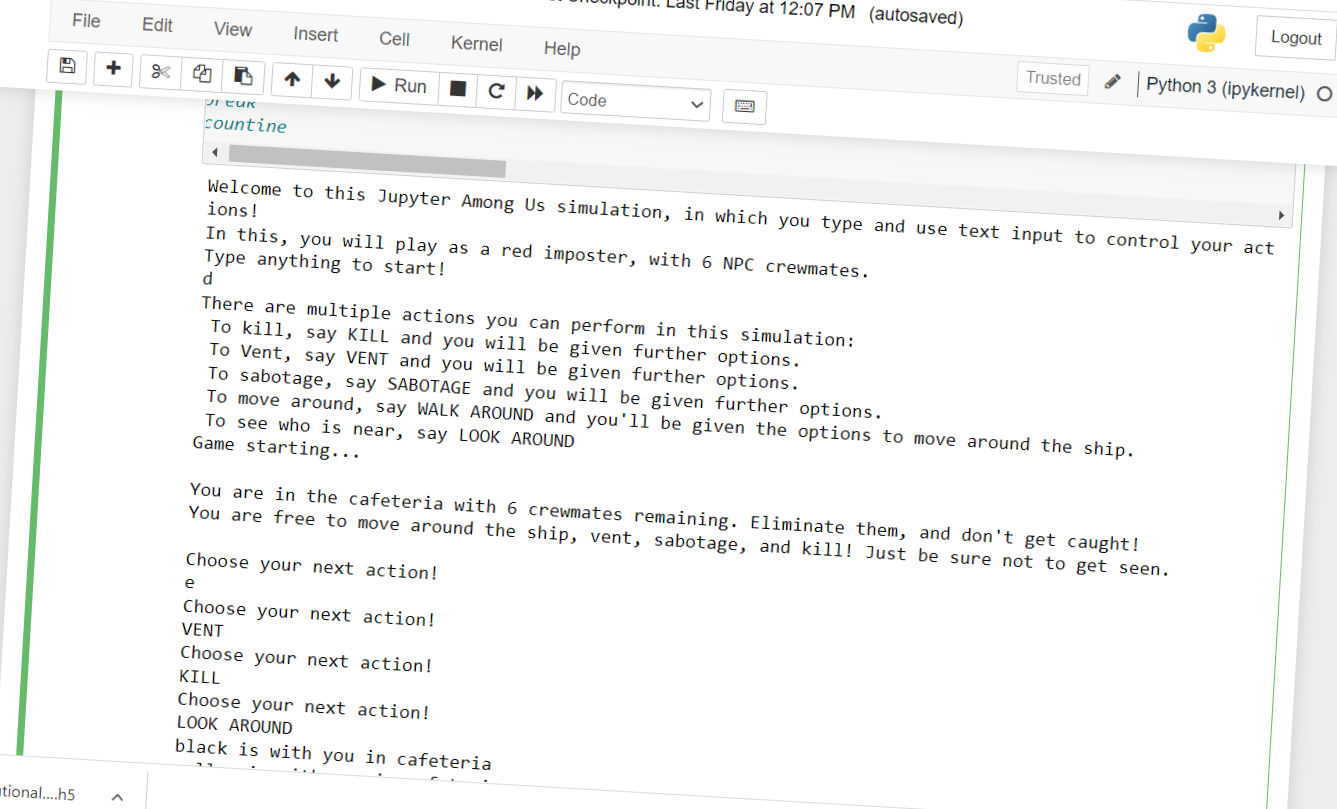 Checkpoint: Last Friday at 12:07 PM (autosaved)
Logout
File Edit View Insert Cell Kernel Help
Trusted Python 3 (ipykernel)
Run Code
break
countine
Welcome to this Jupyter Among Us simulation, in which you type and use text input to control your act
ions!
In this, you will play as a red imposter, with 6 NPC crewmates.
Type anything to start!
d
There are multiple actions you can perform in this simulation:
To kill, say KILL and you will be given further options.
To Vent, say VENT and you will be given further options.
To sabotage, say SABOTAGE and you will be given further options.
To move around, say WALK AROUND and you'll be given the options to move around the ship.
To see who is near, say LOOK AROUND
Game starting...
You are in the cafeteria with 6 crewmates remaining. Eliminate them, and don't get caught!
You are free to move around the ship, vent, sabotage, and kill! Just be sure not to get seen.
Choose your next action!
e
Choose your next action!
VENT
Choose your next action!
KILL
Choose your next action!
LOOK AROUND
black is with you in cafeteria
tional....h5